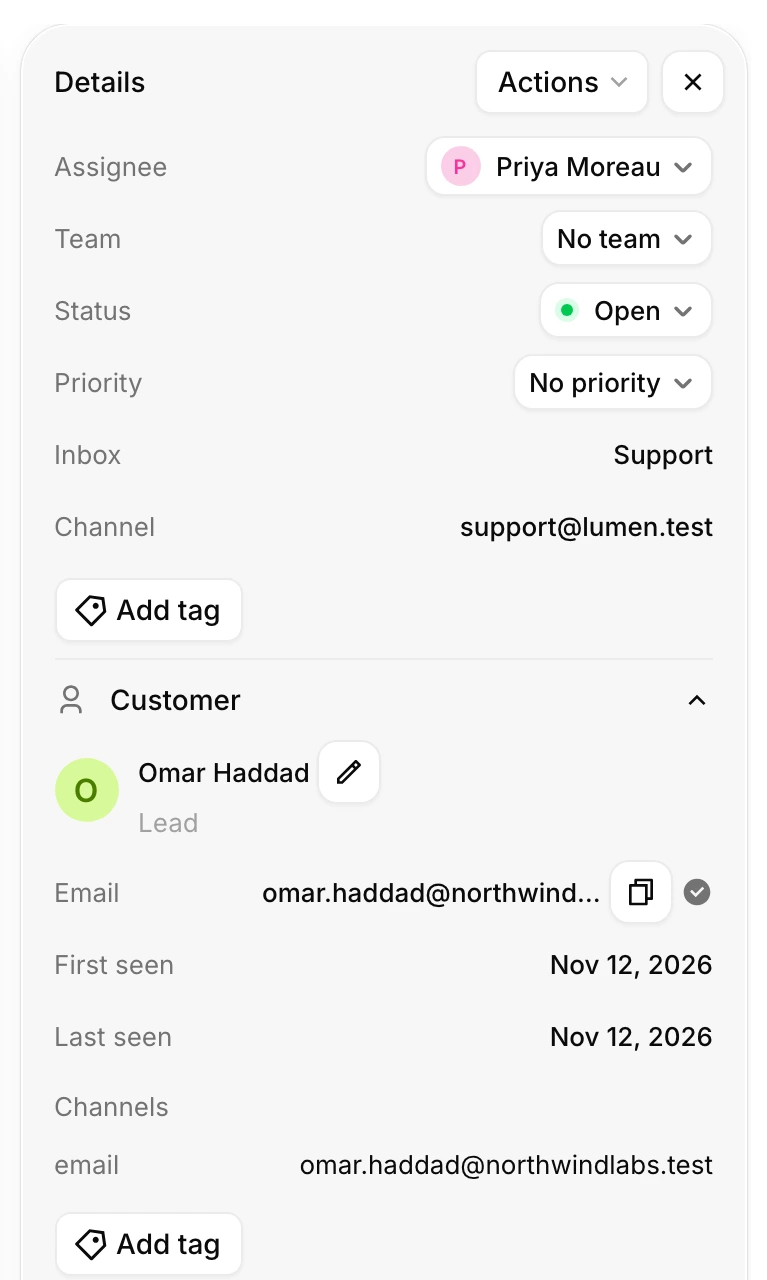 Details
Actions
Assignee
P Priya Moreau
Team
No team
Status
Open
Priority
No priority
Inbox
Support
Channel
support@lumen.test
Add tag
Customer
O
Omar Haddad
Lead
Email
omar.haddad@northwind...
First seen
Nov 12, 2026
Last seen
Nov 12, 2026
Channels
email
omar.haddad@northwindlabs.test
Add tag